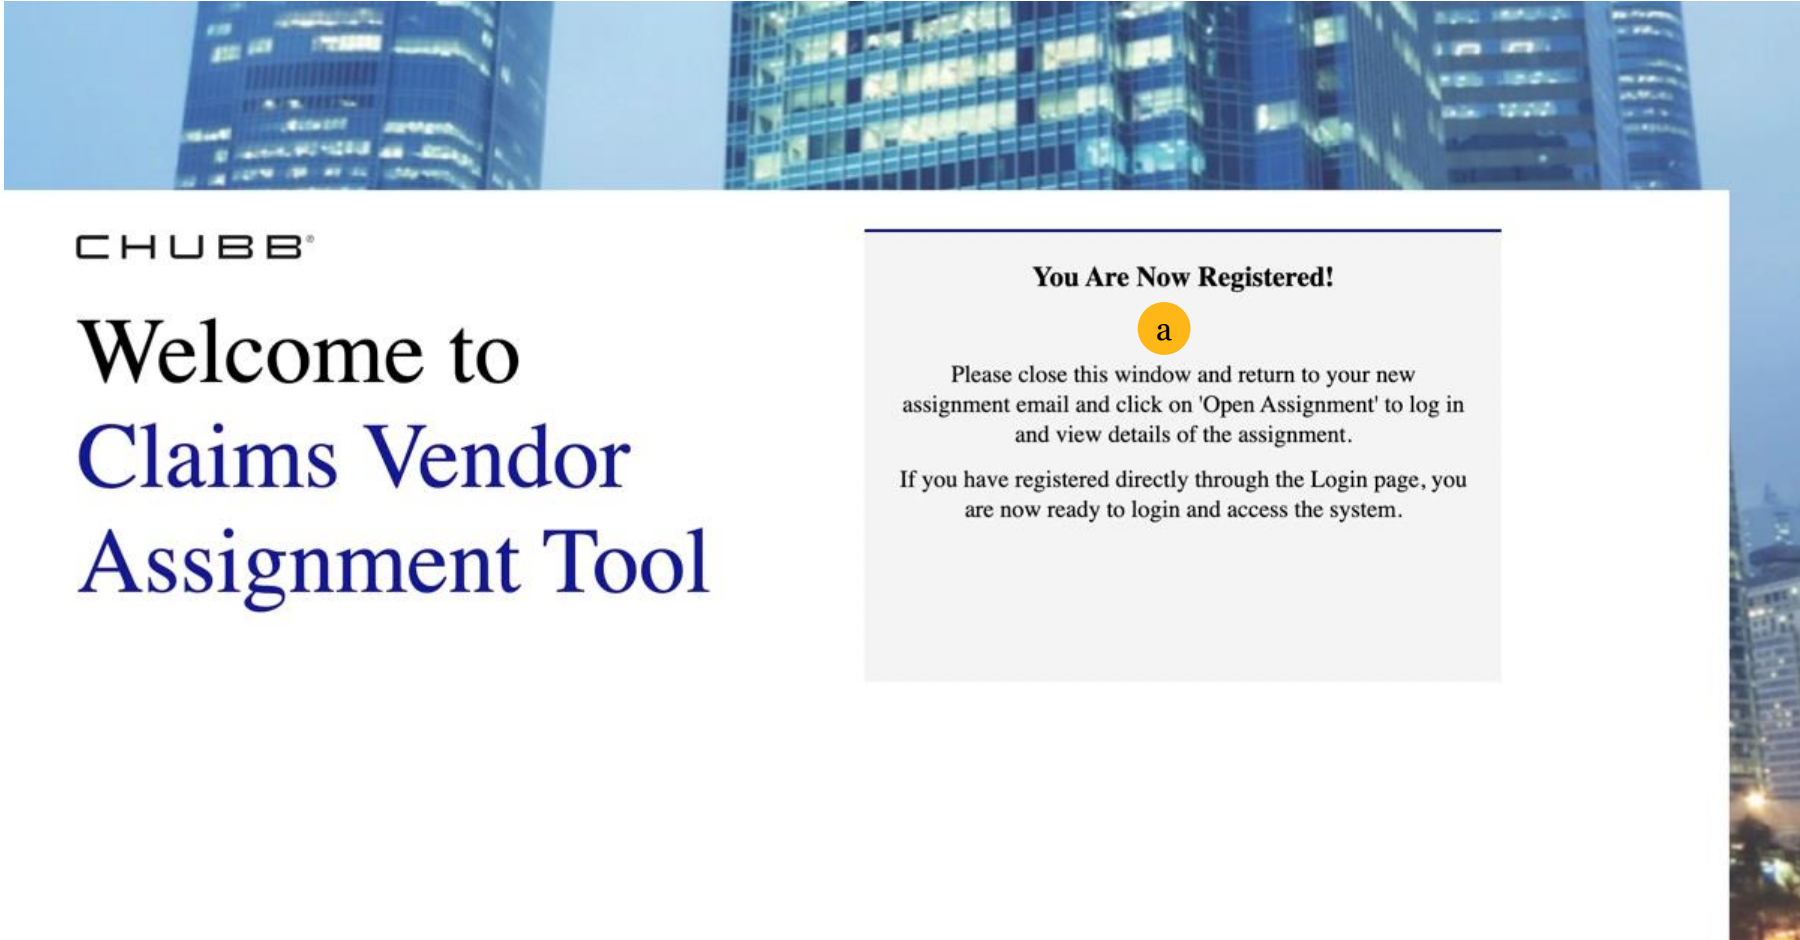 CHUBB®
Welcome to
Claims Vendor
Assignment Tool
You Are Now Registered!
a
Please close this window and return to your new
assignment email and click on 'Open Assignment' to log in
and view details of the assignment.
If you have registered directly through the Login page, you
are now ready to login and access the system.